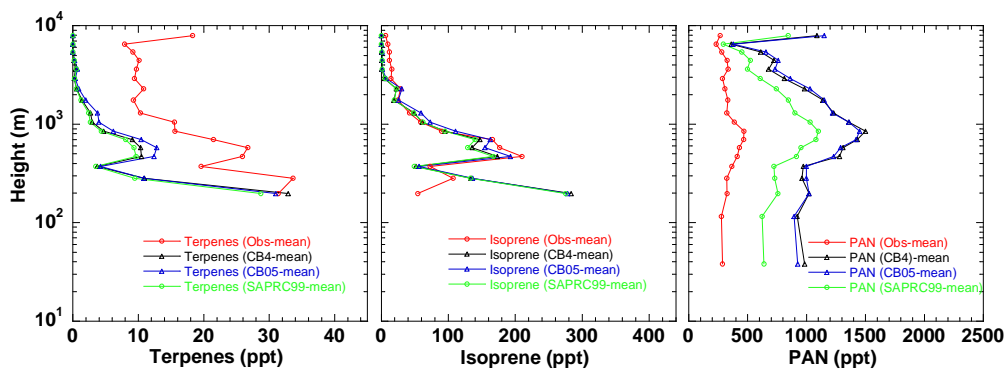 Height (m)
10^4
10^3
10^2
10^1
Terpenes (Obs-mean)
Terpenes (CB4-mean)
Terpenes (CB05-mean)
Terpenes (SAPRC99-mean)
0 10 20 30 40
Terpenes (ppt)
Isoprene (Obs-mean)
Isoprene (CB4-mean)
Isoprene (CB05-mean)
Isoprene (SAPRC99-mean)
0 100 200 300 400
Isoprene (ppt)
PAN (Obs-mean)
PAN (CB4)-mean)
PAN (CB05)-mean)
PAN (SAPRC99-mean)
0 500 1000 1500 2000 2500
PAN (ppt)